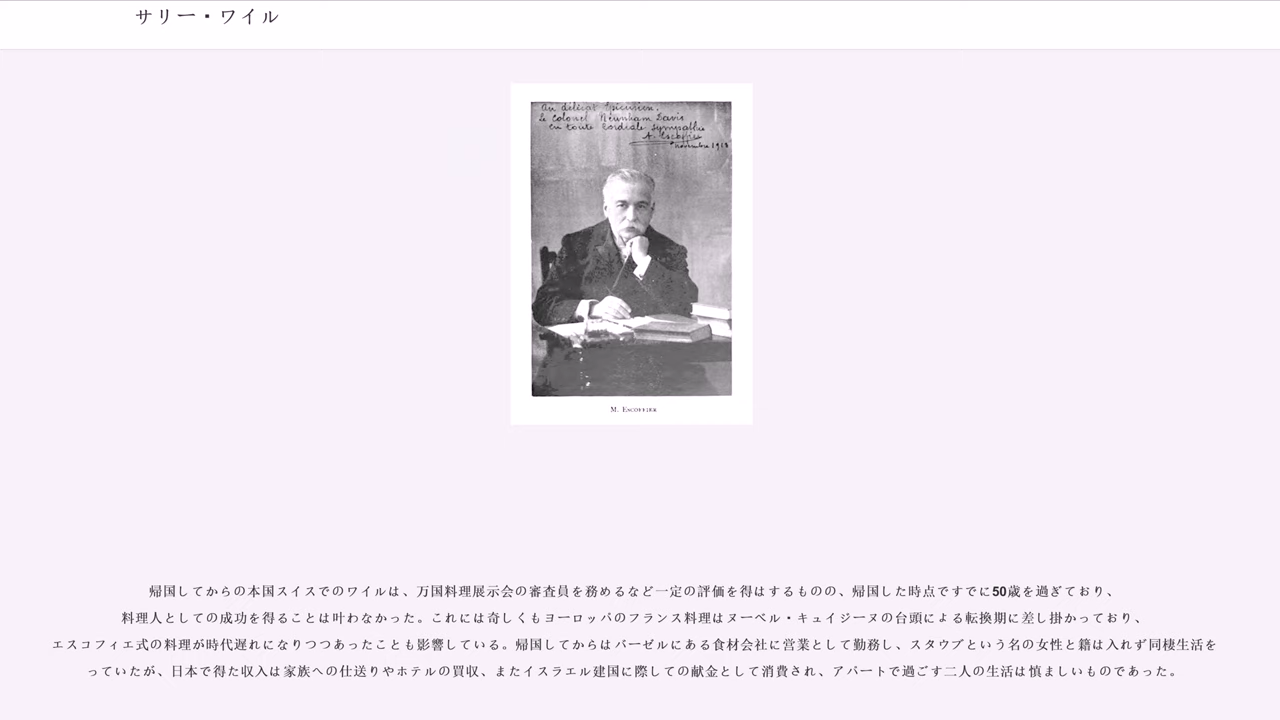 サリー・ワイル
Au délicat Épicurien.
Le Colonel Newnham Davis
En toute Cordiale Sympathie
A. Escoffier
Novembre 1913
M. ESCOFFIER
帰国してからの本国スイスでのワイルは、万国料理展示会の審査員を務めるなど一定の評価を得はするものの、帰国した時点ですでに50歳を過ぎており、
料理人としての成功を得ることは叶わなかった。これには奇しくもヨーロッパのフランス料理はヌーベル・キュイジーヌの台頭による転換期に差し掛かっており、
エスコフィエ式の料理が時代遅れになりつつあったことも影響している。帰国してからはバーゼルにある食材会社に営業として勤務し、スタウブという名の女性と籍は入れず同棲生活を
っていたが、日本で得た収入は家族への仕送りやホテルの買収、またイスラエル建国に際しての献金として消費され、アパートで過ごす二人の生活は慎ましいものであった。